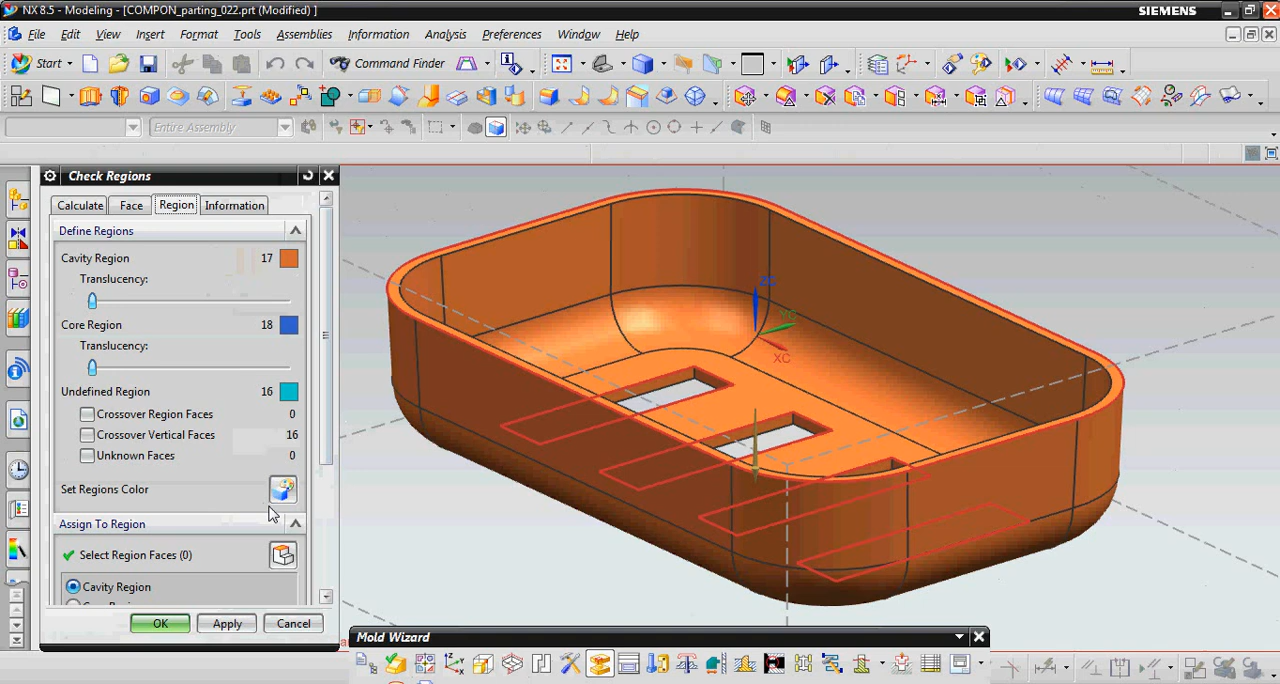 NX 8.5 - Modeling - [COMPON_parting_022.prt (Modified) ]
SIEMENS
File Edit View Insert Format Tools Assemblies Information Analysis Preferences Window Help
Start
Command Finder
Entire Assembly
Check Regions
Calculate Face Region Information
Define Regions
Cavity Region 17
Translucency:
Core Region 18
Translucency:
Undefined Region 16
Crossover Region Faces 0
Crossover Vertical Faces 16
Unknown Faces 0
Set Regions Color
Assign To Region
Select Region Faces (0)
Cavity Region
OK Apply Cancel
ZC
YC
XC
Mold Wizard